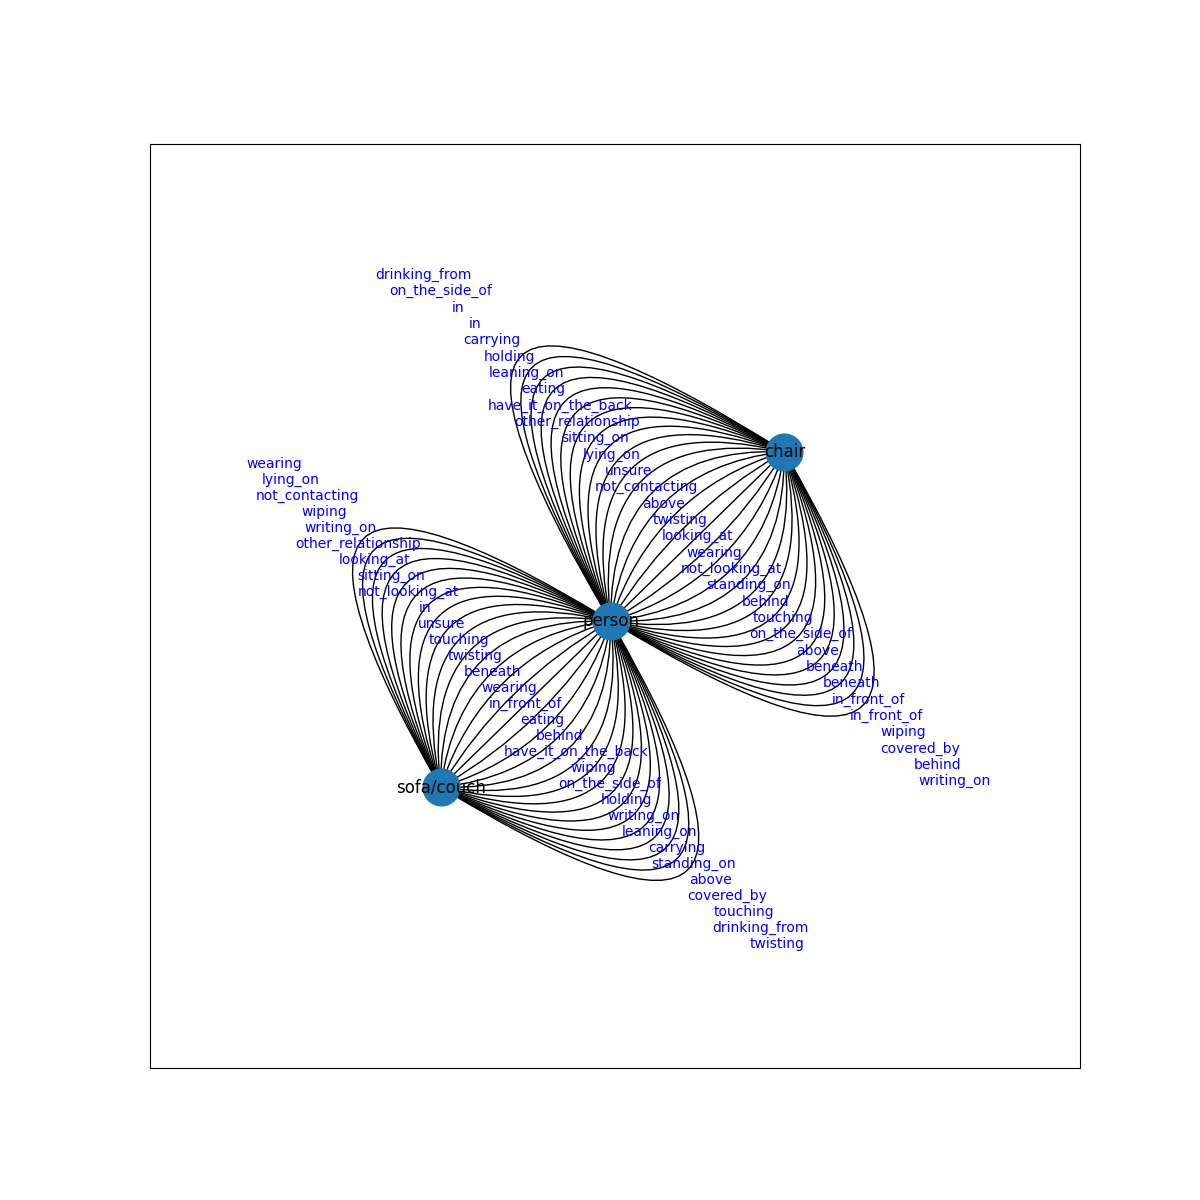 drinking_from
on_the_side_of
in
in
carrying
holding
leaning_on
eating
have_it_on_the_back
other_relationship
sitting_on
lying_on
unsure
not_contacting
above
twisting
looking_at
wearing
not_looking_at
standing_on
behind
touching
on_the_side_of
above
beneath
beneath
in_front_of
in_front_of
wiping
covered_by
behind
writing_on
chair
person
sofa/couch
wearing
lying_on
not_contacting
wiping
writing_on
other_relationship
looking_at
sitting_on
not_looking_at
in
unsure
touching
twisting
beneath
wearing
in_front_of
eating
behind
have_it_on_the_back
wiping
on_the_side_of
holding
writing_on
leaning_on
carrying
standing_on
above
covered_by
touching
drinking_from
twisting